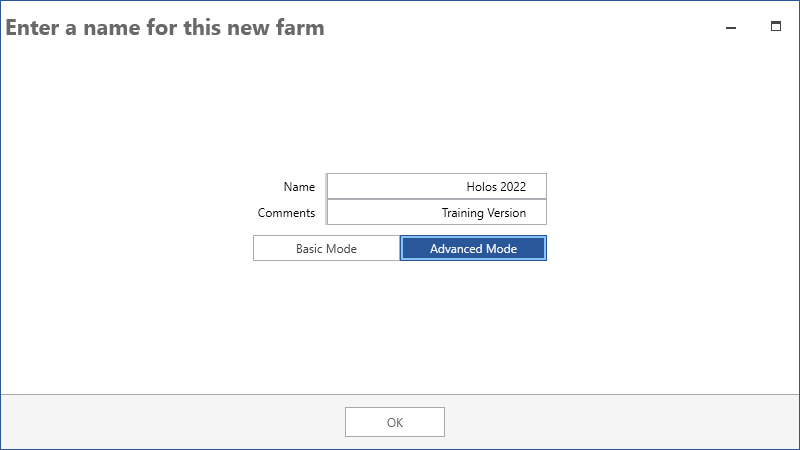 Enter a name for this new farm
Name Holos 2022
Comments Training Version
Basic Mode Advanced Mode
OK